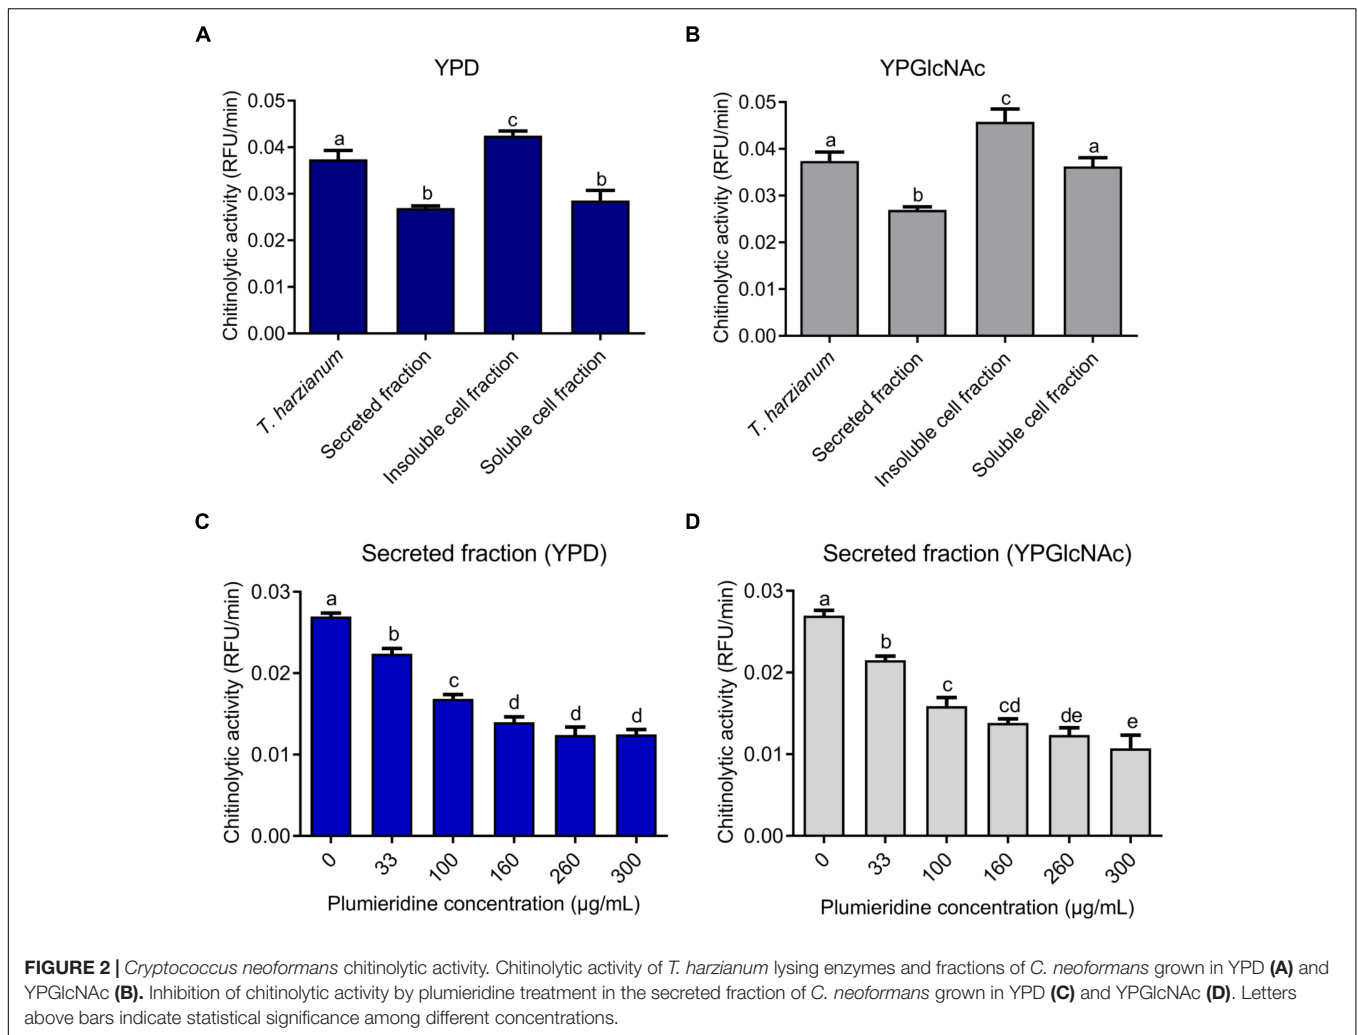 A
YPD
Chitinolytic activity (RFU/min)
0.05
0.04
0.03
0.02
0.01
0.00
a
b
c
b
T. harzianum
Secreted fraction
Insoluble cell fraction
Soluble cell fraction
B
YPGlcNAc
Chitinolytic activity (RFU/min)
0.05
0.04
0.03
0.02
0.01
0.00
a
b
c
a
T. harzianum
Secreted fraction
Insoluble cell fraction
Soluble cell fraction
C
Secreted fraction (YPD)
Chitinolytic activity (RFU/min)
0.03
0.02
0.01
0.00
a
b
c
d
d
d
0
33
100
160
260
300
Plumieridine concentration (µg/mL)
D
Secreted fraction (YPGlcNAc)
Chitinolytic activity (RFU/min)
0.03
0.02
0.01
0.00
a
b
c
cd
de
e
0
33
100
160
260
300
Plumieridine concentration (µg/mL)
FIGURE 2 | Cryptococcus neoformans chitinolytic activity. Chitinolytic activity of T. harzianum lysing enzymes and fractions of C. neoformans grown in YPD (A) and
YPGlcNAc (B). Inhibition of chitinolytic activity by plumieridine treatment in the secreted fraction of C. neoformans grown in YPD (C) and YPGlcNAc (D). Letters
above bars indicate statistical significance among different concentrations.